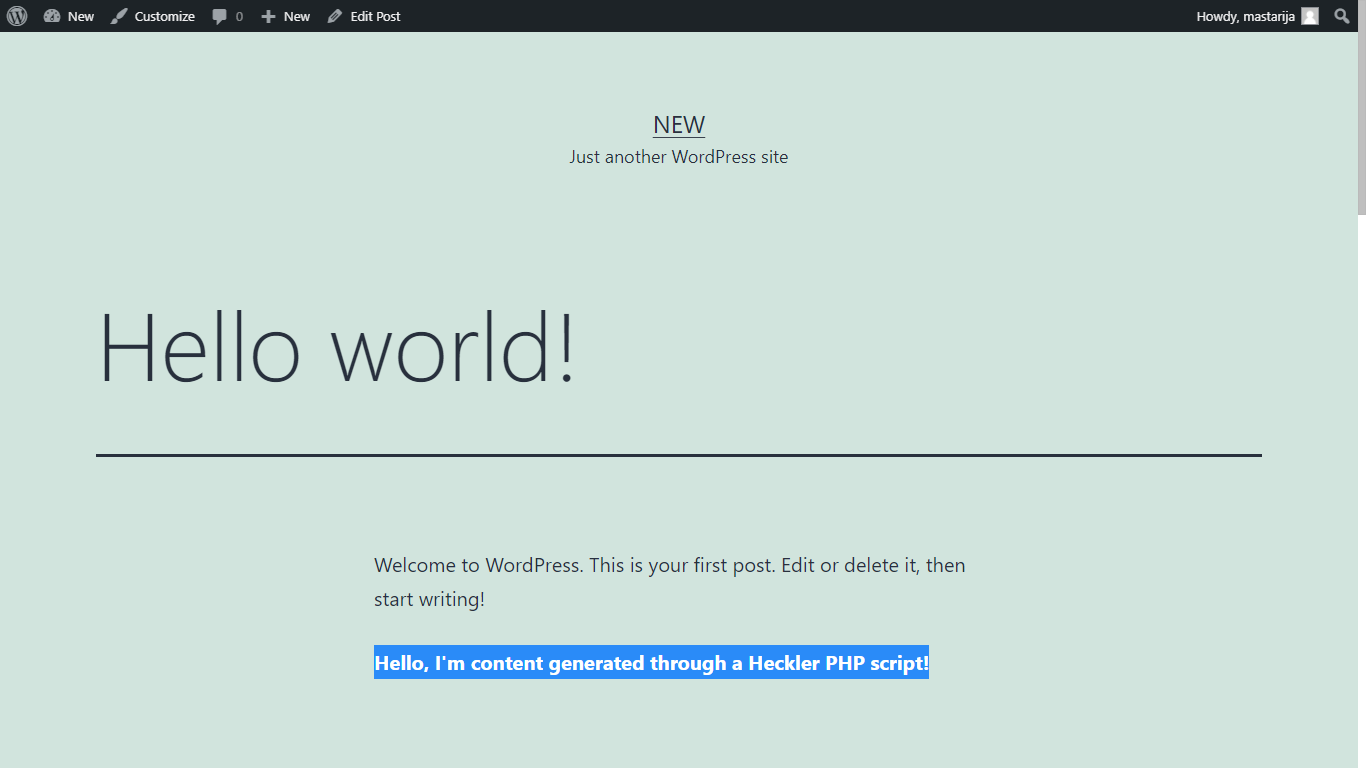 New Customize 0 New Edit Post Howdy, mastarija
NEW
Just another WordPress site
Hello world!
Welcome to WordPress. This is your first post. Edit or delete it, then
start writing!
Hello, I'm content generated through a Heckler PHP script!